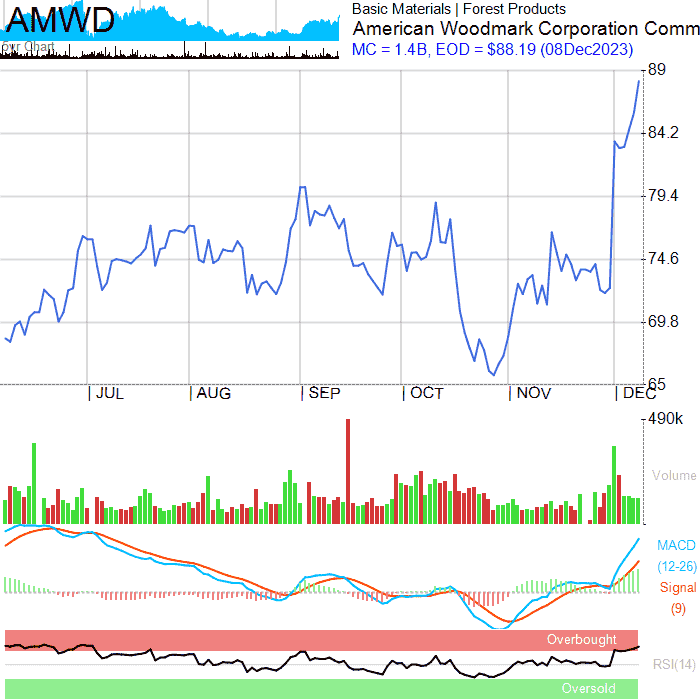 AMWD
Basic Materials | Forest Products
American Woodmark Corporation Comm
MC = 1.4B, EOD = $88.19 (08Dec2023)
Chart
89
84.2
79.4
74.6
69.8
65
JUL AUG SEP OCT NOV DEC
490k
Volume
MACD
(12-26)
Signal
(9)
Overbought
RSI(14)
Oversold